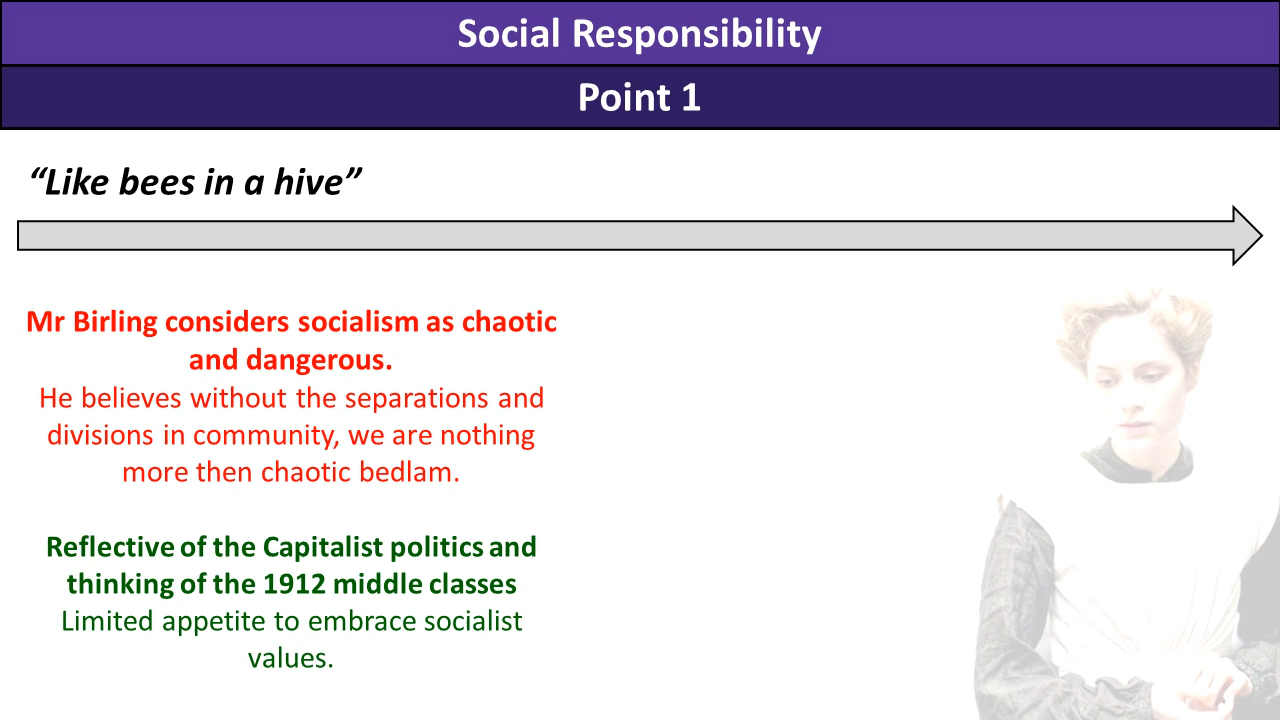 Social Responsibility
Point 1
“Like bees in a hive”
Mr Birling considers socialism as chaotic
and dangerous.
He believes without the separations and
divisions in community, we are nothing
more then chaotic bedlam.
Reflective of the Capitalist politics and
thinking of the 1912 middle classes
Limited appetite to embrace socialist
values.